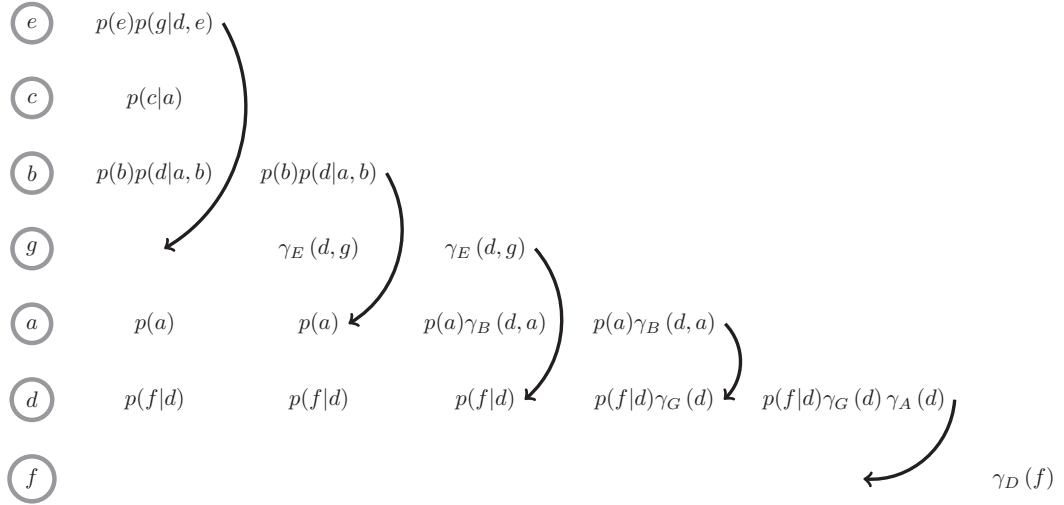 e p(e)p(g|d, e)
c p(c|a)
b p(b)p(d|a, b) p(b)p(d|a, b)
g γ_E (d, g) γ_E (d, g)
a p(a) p(a) p(a)γ_B (d, a) p(a)γ_B (d, a)
d p(f|d) p(f|d) p(f|d) p(f|d)γ_G (d) p(f|d)γ_G (d) γ_A (d)
f γ_D (f)